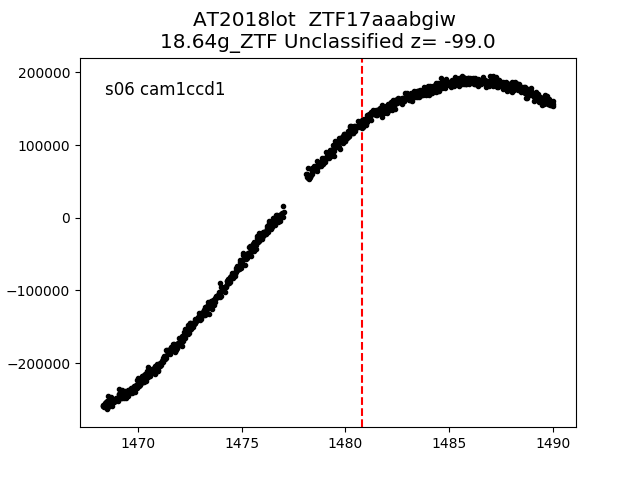 AT2018lot  ZTF17aaabgiw
18.64g_ZTF Unclassified z= -99.0
s06 cam1ccd1
200000
100000
0
−100000
−200000
1470 1475 1480 1485 1490